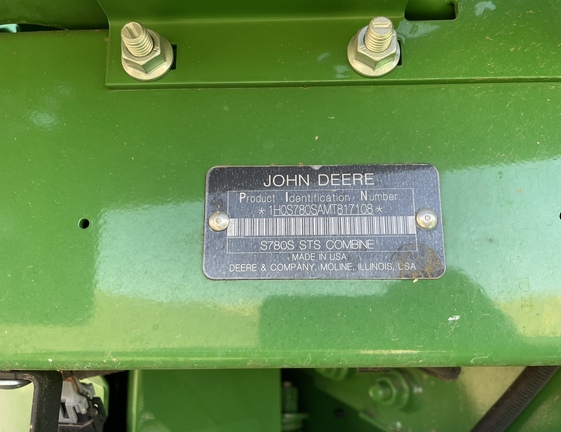 JOHN DEERE
Product Identification Number
*1H0S780SAMT817108*
S780S STS COMBINE
MADE IN USA
DEERE & COMPANY, MOLINE, ILLINOIS, USA